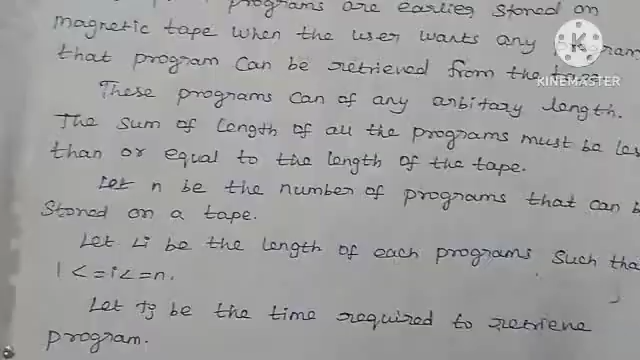 programs are earlier stored on
magnetic tape when the user wants any program
that program can be retrieved from the tape.
These programs can of any arbitary length.
The sum of length of all the programs must be les
than or equal to the length of the tape.
Let n be the number of programs that can b
stored on a tape.
Let Li be the length of each programs such tha
1 <= i <= n.
Let Tj be the time required to retrieve
program.
KINEMASTER